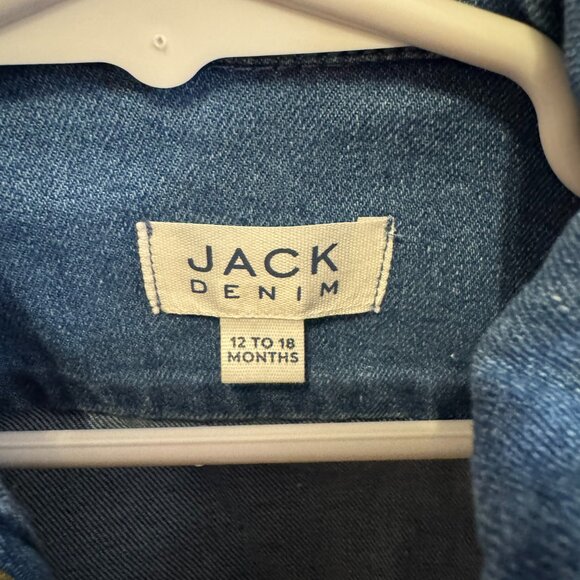 JACK
DENIM
12 TO 18
MONTHS